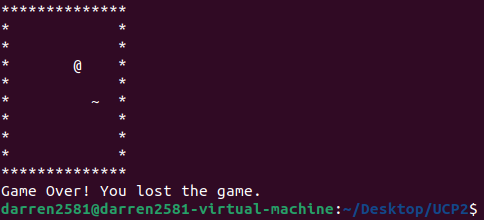 **************
*            *
*            *
*       @    *
*            *
*         ~  *
*            *
*            *
*            *
**************
Game Over! You lost the game.
darren2581@darren2581-virtual-machine:~/Desktop/UCP2$